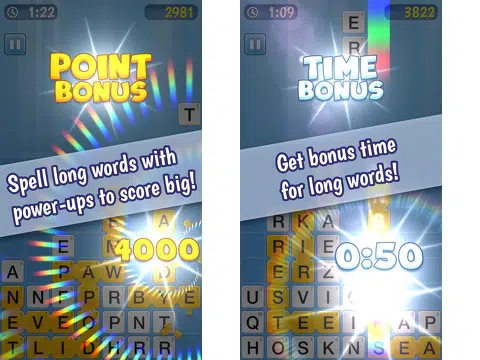 1:22 2981
POINT
BONUS
T
Spell long words with
power-ups to score big!
E A
E M
4000
A P A W D
N N F P R B Y E
E V E O P N T
T L I D H R R
1:09 3822
E
R
TIME
BONUS
Get bonus time
for long words!
R K A
R I E
0:50
E R Z
U S V I
Q T E E I P A P
H O S K N S E A